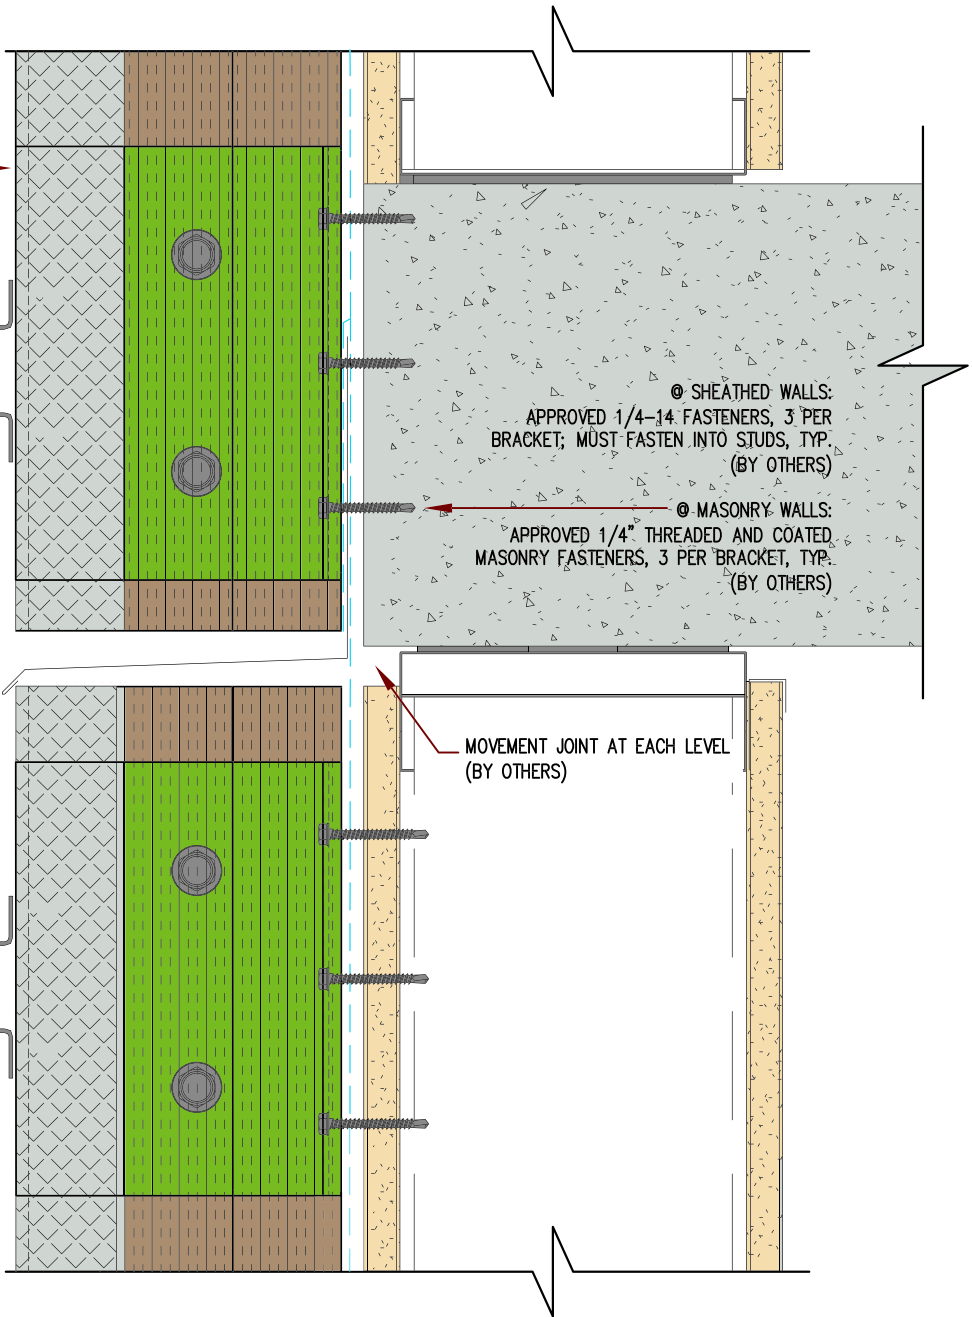 @ SHEATHED WALLS:
APPROVED 1/4-14 FASTENERS, 3 PER
BRACKET; MUST FASTEN INTO STUDS, TYP.
(BY OTHERS)
@ MASONRY WALLS:
APPROVED 1/4" THREADED AND COATED
MASONRY FASTENERS, 3 PER BRACKET, TYP.
(BY OTHERS)
MOVEMENT JOINT AT EACH LEVEL
(BY OTHERS)